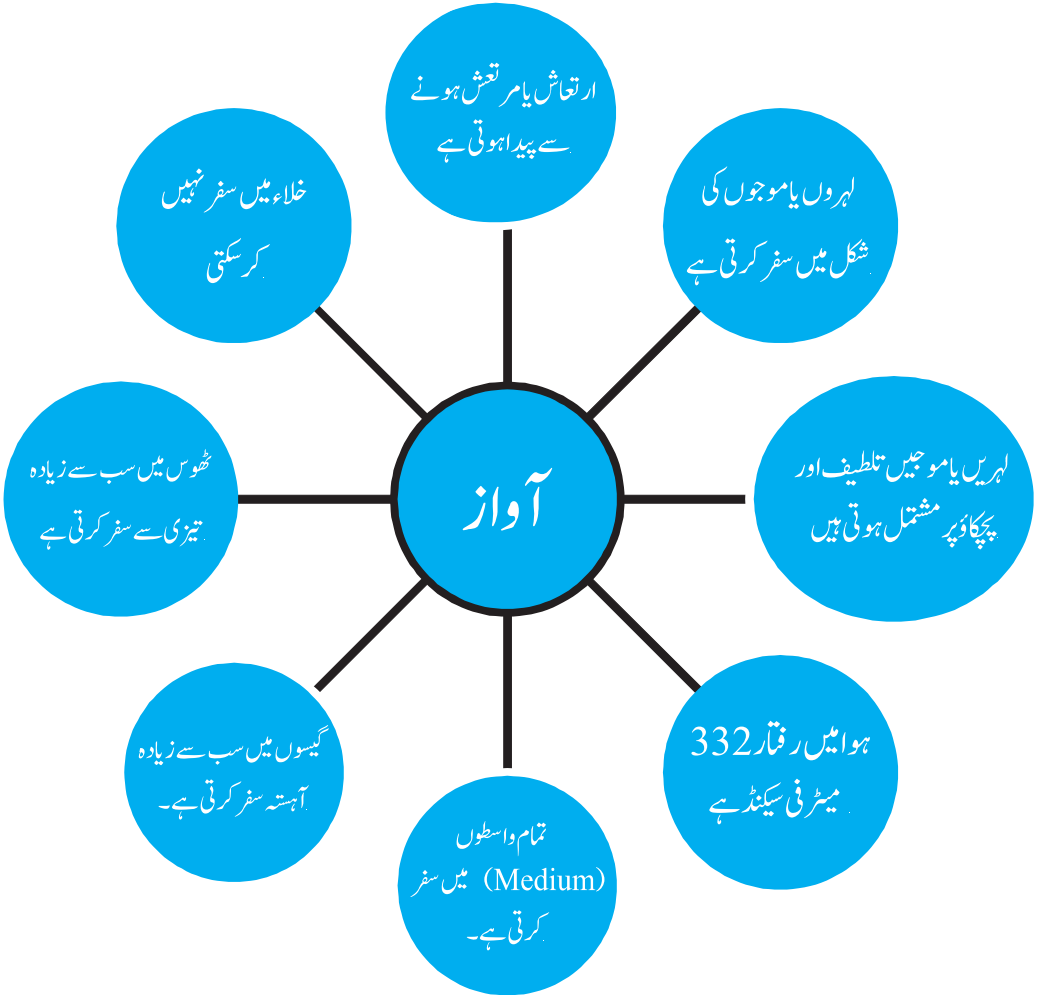 ارتعاش یا مرتعش ہونے
سے پیدا ہوتی ہے
لہروں یا موجوں کی
شکل میں سفر کرتی ہے
لہریں یا موجیں تلطیف اور
پچکاؤ پر مشتمل ہوتی ہیں
ہوا میں رفتار 332
میٹر فی سیکنڈ ہے
تمام واسطوں
(Medium) میں سفر
کرتی ہے۔
گیسوں میں سب سے زیادہ
آہستہ سفر کرتی ہے۔
ٹھوس میں سب سے زیادہ
تیزی سے سفر کرتی ہے
خلاء میں سفر نہیں
کر سکتی
آواز